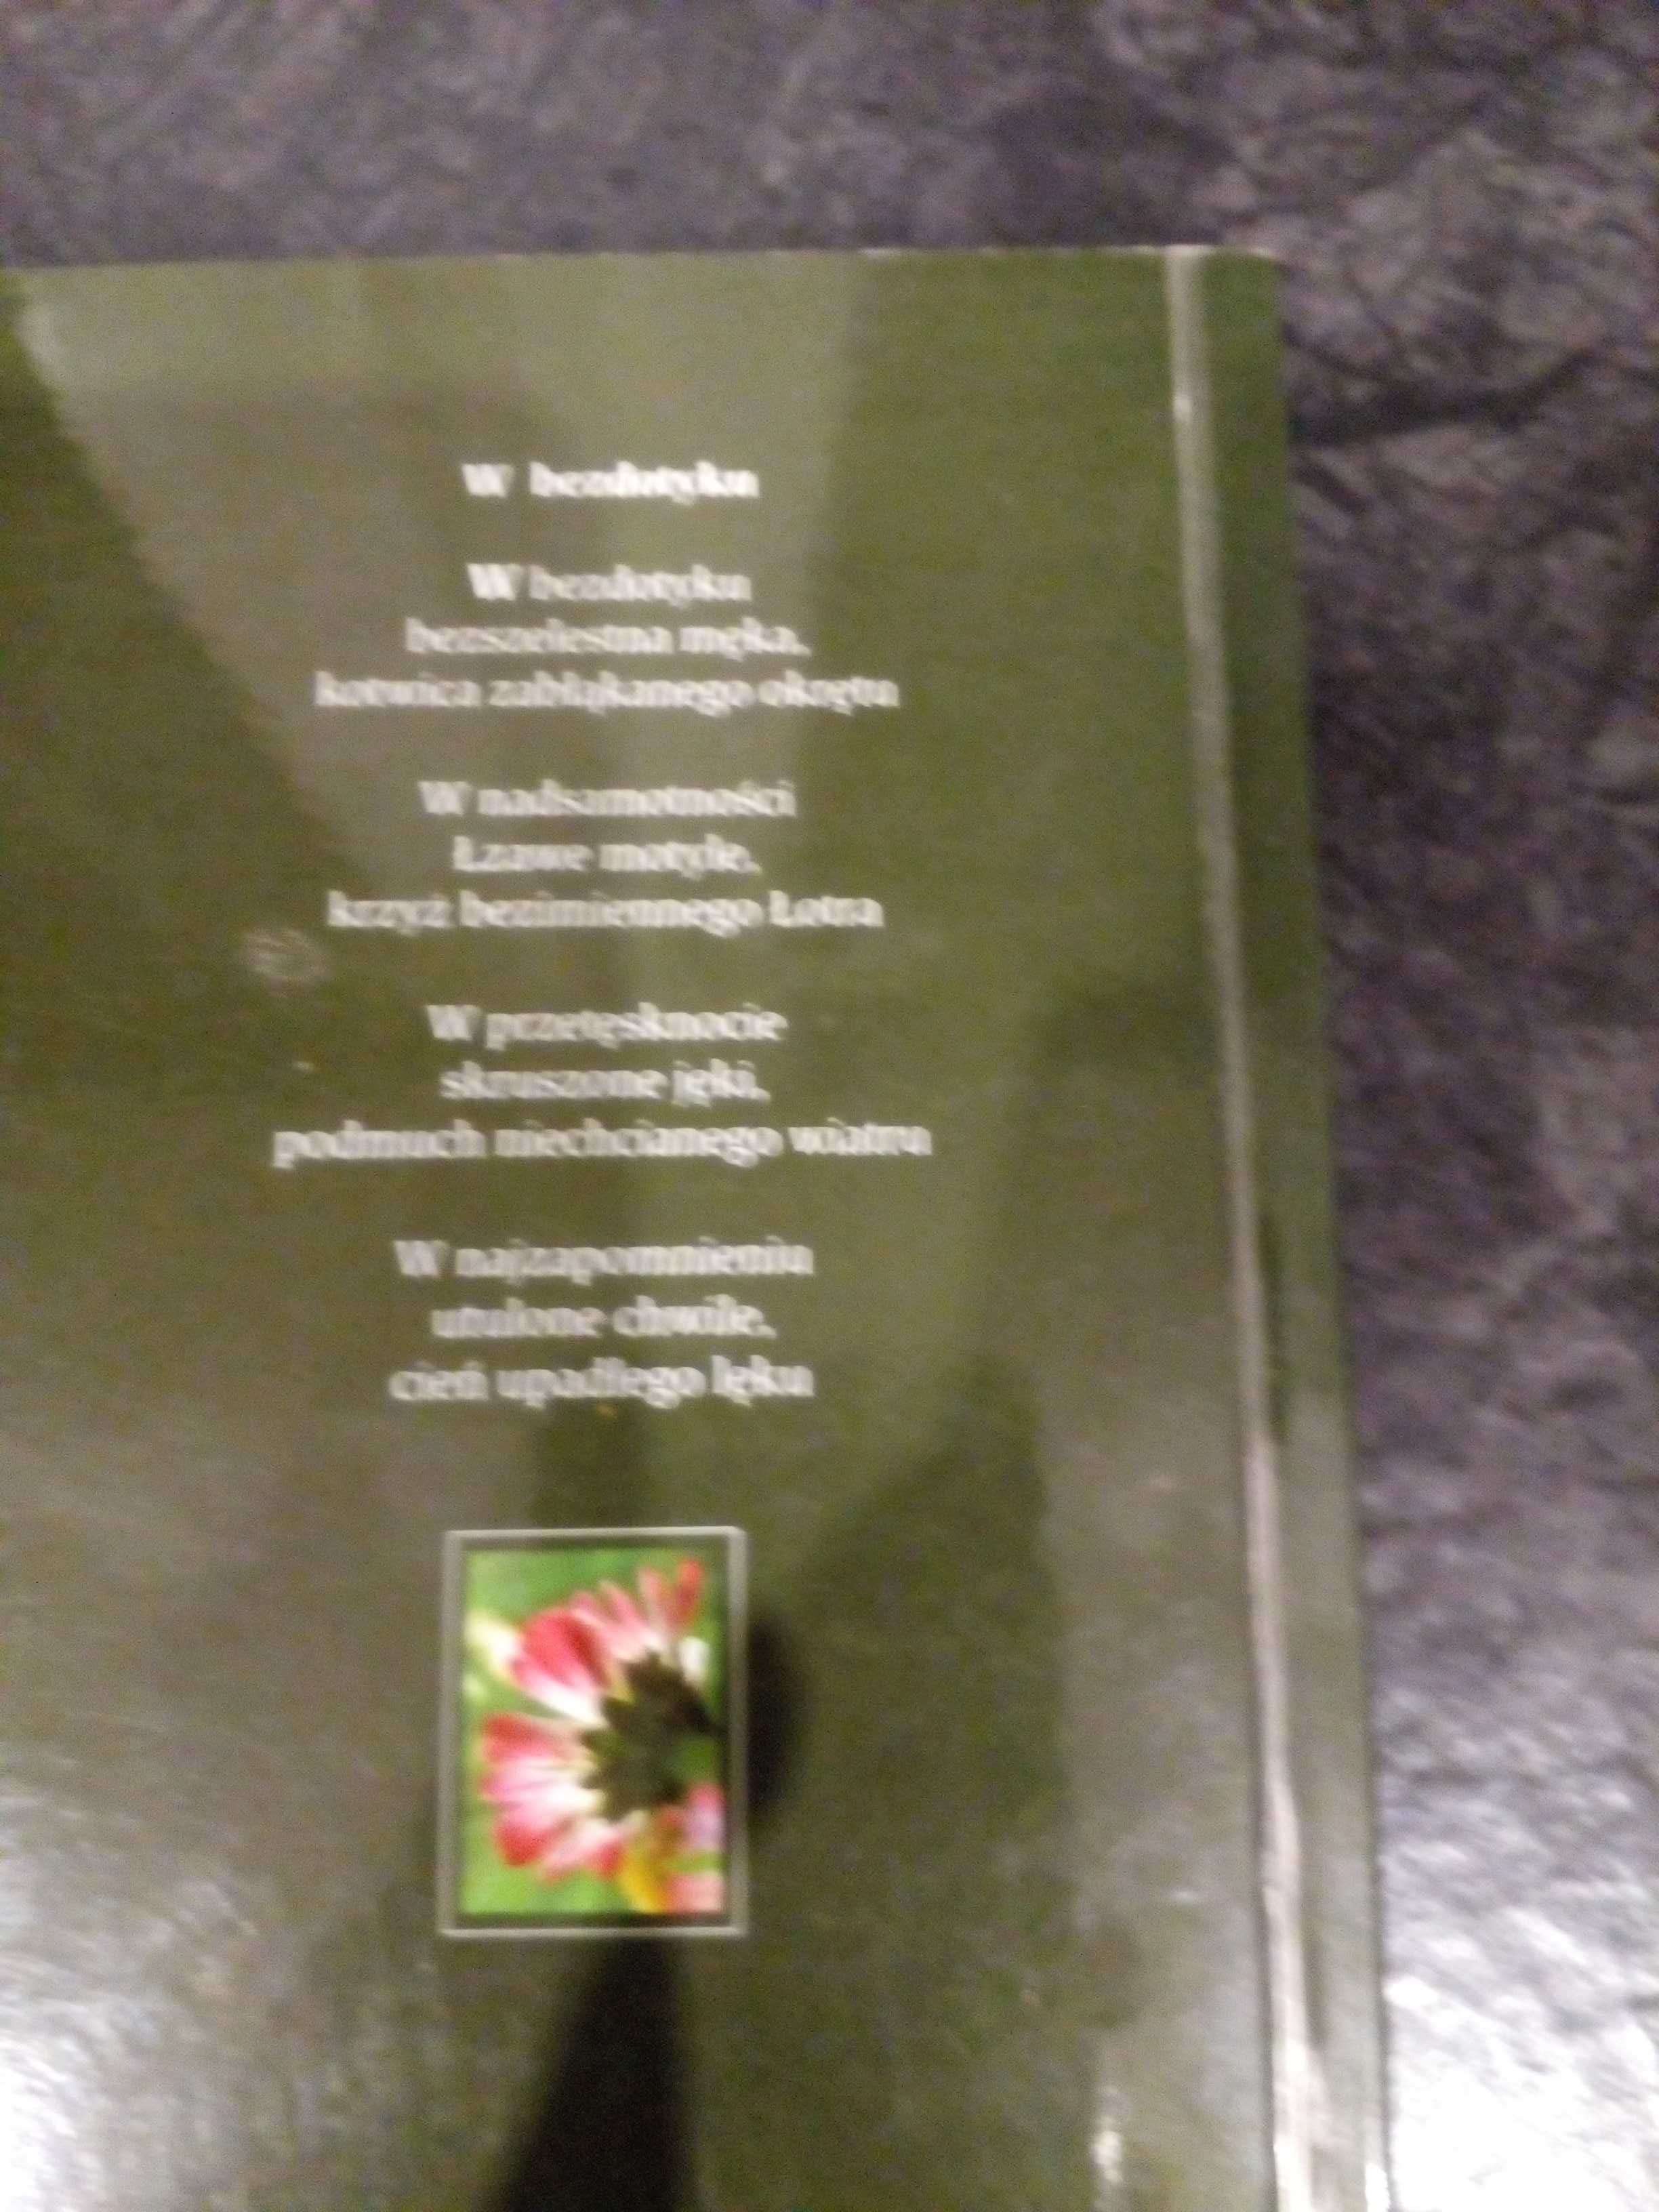 W bezdotyku
W bezdotyku
bezszelestna męka,
kotwica zabłąkanego okrętu
W nadsamotności
Łzawe motyle,
krzyż bezimiennego Łotra
W przetęsknocie
skruszone jęki,
podmuch niechcianego wiatru
W najzapomnieniu
utulone chwile,
cień upadłego lęku